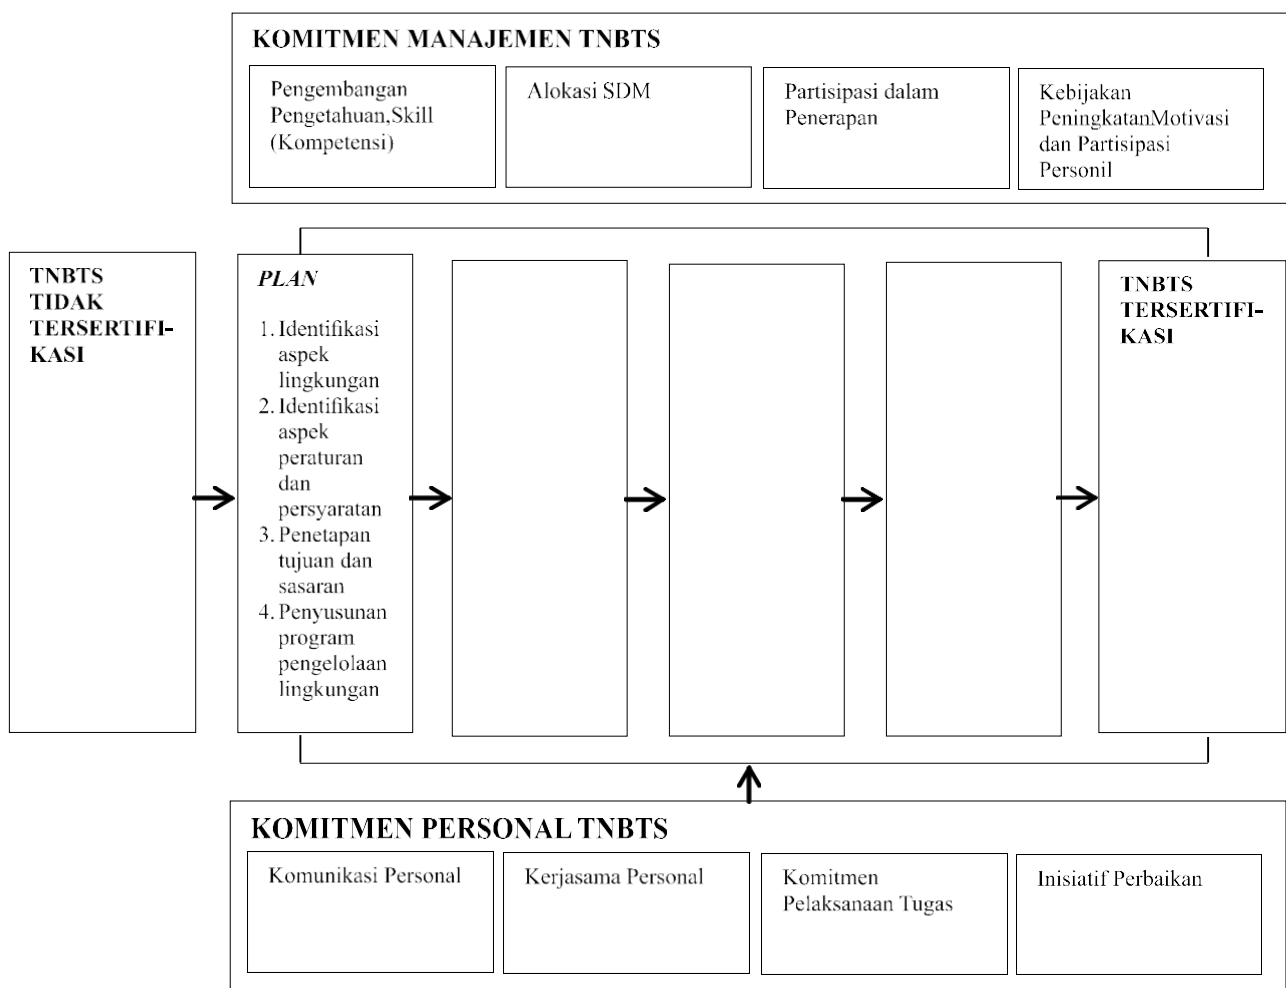 KOMITMEN MANAJEMEN TNBTS
Pengembangan
Pengetahuan,Skill
(Kompetensi)
Alokasi SDM
Partisipasi dalam
Penerapan
Kebijakan
PeningkatanMotivasi
dan Partisipasi
Personil
TNBTS
TIDAK
TERSERTIFI-
KASI
PLAN
1. Identifikasi
aspek
lingkungan
2. Identifikasi
aspek
peraturan
dan
persyaratan
3. Penetapan
tujuan dan
sasaran
4. Penyusunan
program
pengelolaan
lingkungan
TNBTS
TERSERTIFI-
KASI
KOMITMEN PERSONAL TNBTS
Komunikasi Personal
Kerjasama Personal
Komitmen
Pelaksanaan Tugas
Inisiatif Perbaikan